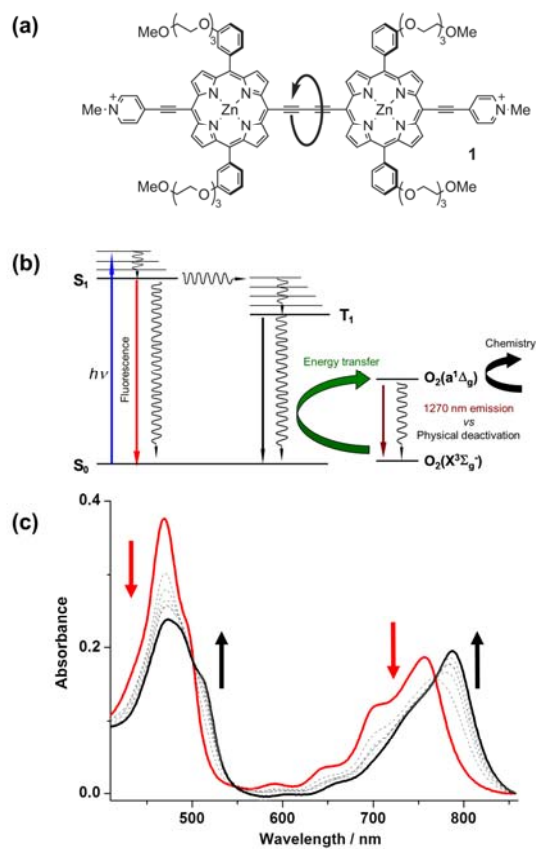 (a)
MeO O 3 O O 3 OMe
N N Zn N N N N Zn N N
Me-N+ N+-Me
1
MeO O 3 O O 3 OMe
(b)
S₁
T₁
hν
Fluorescence
Energy transfer
Chemistry
O₂(a¹Δg)
1270 nm emission
vs
Physical deactivation
S₀
O₂(X³Σg⁻)
(c)
0.4
0.2
0.0
Absorbance
500 600 700 800
Wavelength / nm